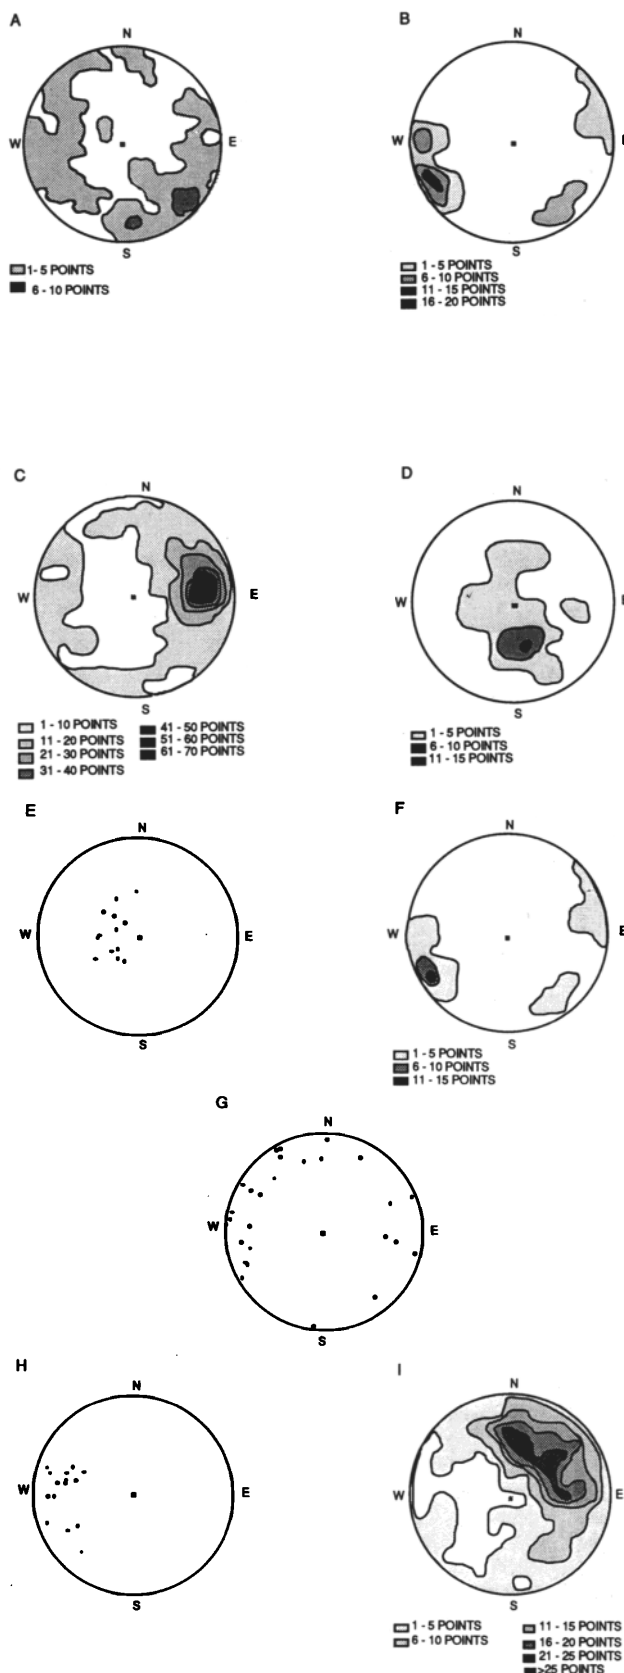 A
N
W
E
S
1 - 5 POINTS
6 - 10 POINTS
B
N
W
E
S
1 - 5 POINTS
6 - 10 POINTS
11 - 15 POINTS
16 - 20 POINTS
C
N
W
E
S
1 - 10 POINTS
11 - 20 POINTS
21 - 30 POINTS
31 - 40 POINTS
41 - 50 POINTS
51 - 60 POINTS
61 - 70 POINTS
D
N
W
E
S
1 - 5 POINTS
6 - 10 POINTS
11 - 15 POINTS
E
N
W
E
S
F
N
W
E
S
1 - 5 POINTS
6 - 10 POINTS
11 - 15 POINTS
G
N
W
E
S
H
N
W
E
S
I
N
W
E
S
1 - 5 POINTS
6 - 10 POINTS
11 - 15 POINTS
16 - 20 POINTS
21 - 25 POINTS
>25 POINTS